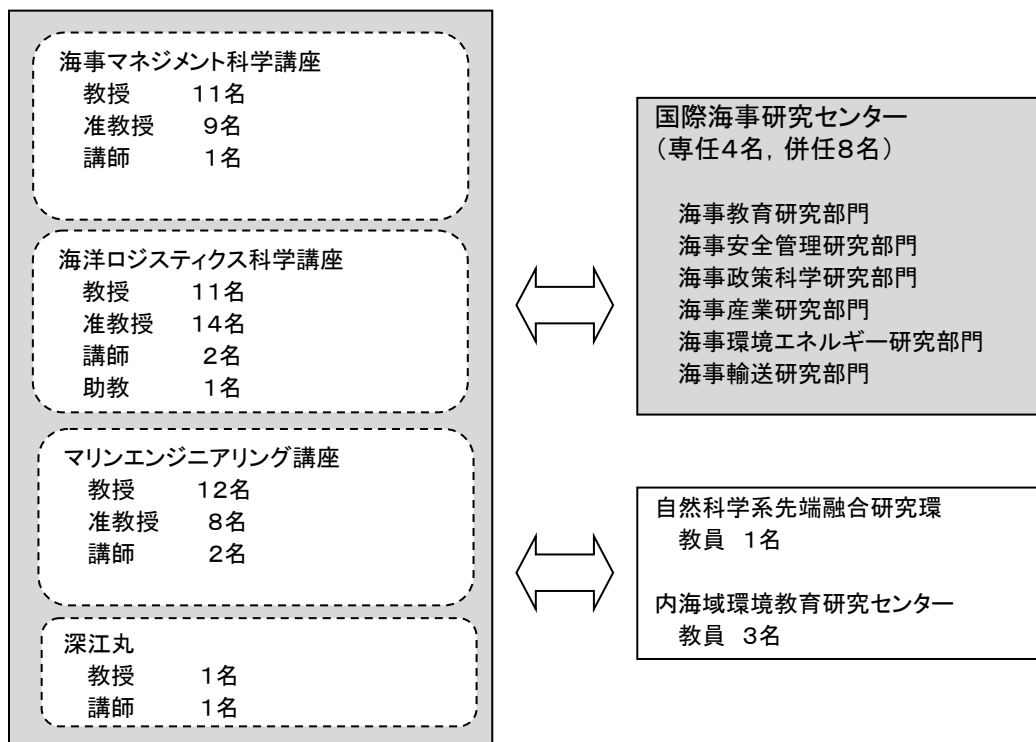 海事マネジメント科学講座
教授 11名
准教授 9名
講師 1名
海洋ロジスティクス科学講座
教授 11名
准教授 14名
講師 2名
助教 1名
マリンエンジニアリング講座
教授 12名
准教授 8名
講師 2名
深江丸
教授 1名
講師 1名
国際海事研究センター
（専任4名，併任8名）
海事教育研究部門
海事安全管理研究部門
海事政策科学研究部門
海事産業研究部門
海事環境エネルギー研究部門
海事輸送研究部門
自然科学系先端融合研究環
教員 1名
内海域環境教育研究センター
教員 3名